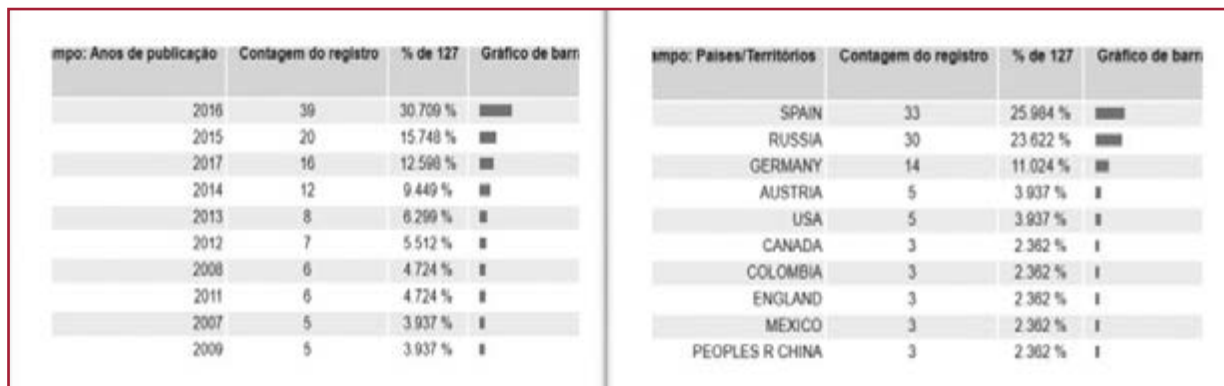 mpo: Anos de publicação Contagem do registro % de 127 Gráfico de barra
2016 39 30.709 %
2015 20 15.748 %
2017 16 12.598 %
2014 12 9.449 %
2013 8 6.299 %
2012 7 5.512 %
2008 6 4.724 %
2011 6 4.724 %
2007 5 3.937 %
2009 5 3.937 %
ampo: Países/Territórios Contagem do registro % de 127 Gráfico de barra
SPAIN 33 25.984 %
RUSSIA 30 23.622 %
GERMANY 14 11.024 %
AUSTRIA 5 3.937 %
USA 5 3.937 %
CANADA 3 2.362 %
COLOMBIA 3 2.362 %
ENGLAND 3 2.362 %
MEXICO 3 2.362 %
PEOPLES R CHINA 3 2.362 %